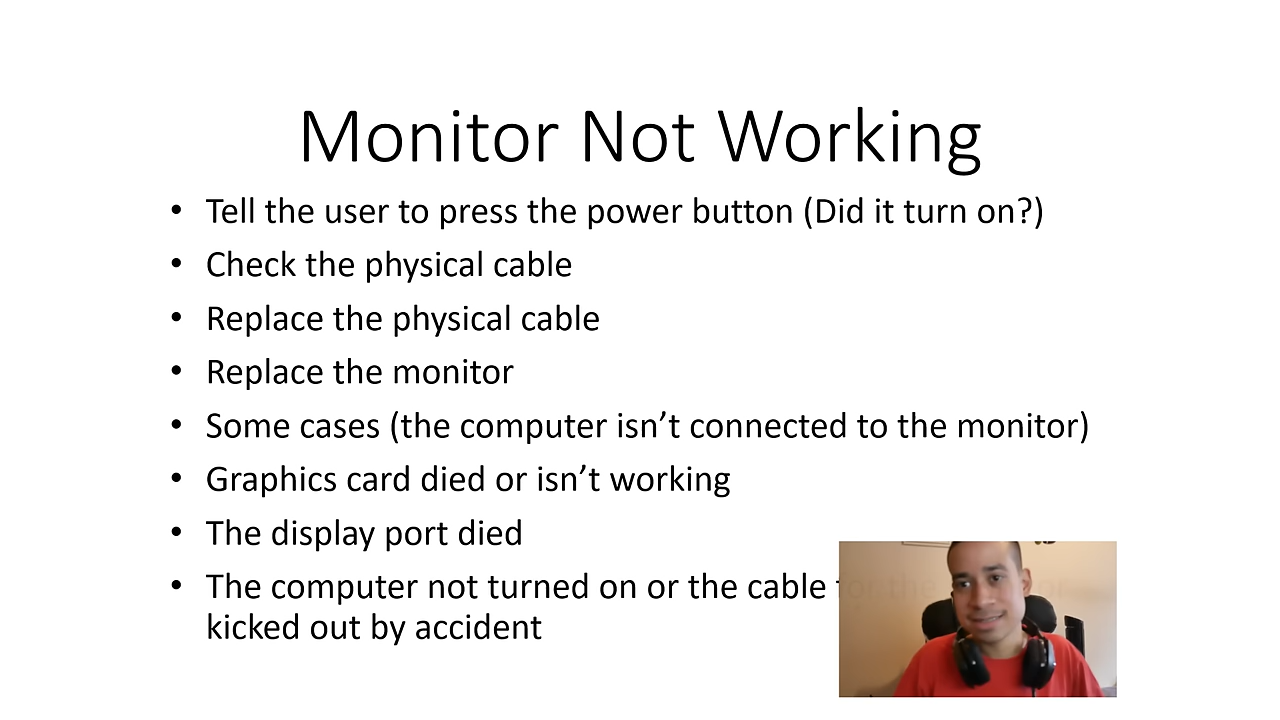 Monitor Not Working
• Tell the user to press the power button (Did it turn on?)
• Check the physical cable
• Replace the physical cable
• Replace the monitor
• Some cases (the computer isn’t connected to the monitor)
• Graphics card died or isn’t working
• The display port died
• The computer not turned on or the cable for the
kicked out by accident